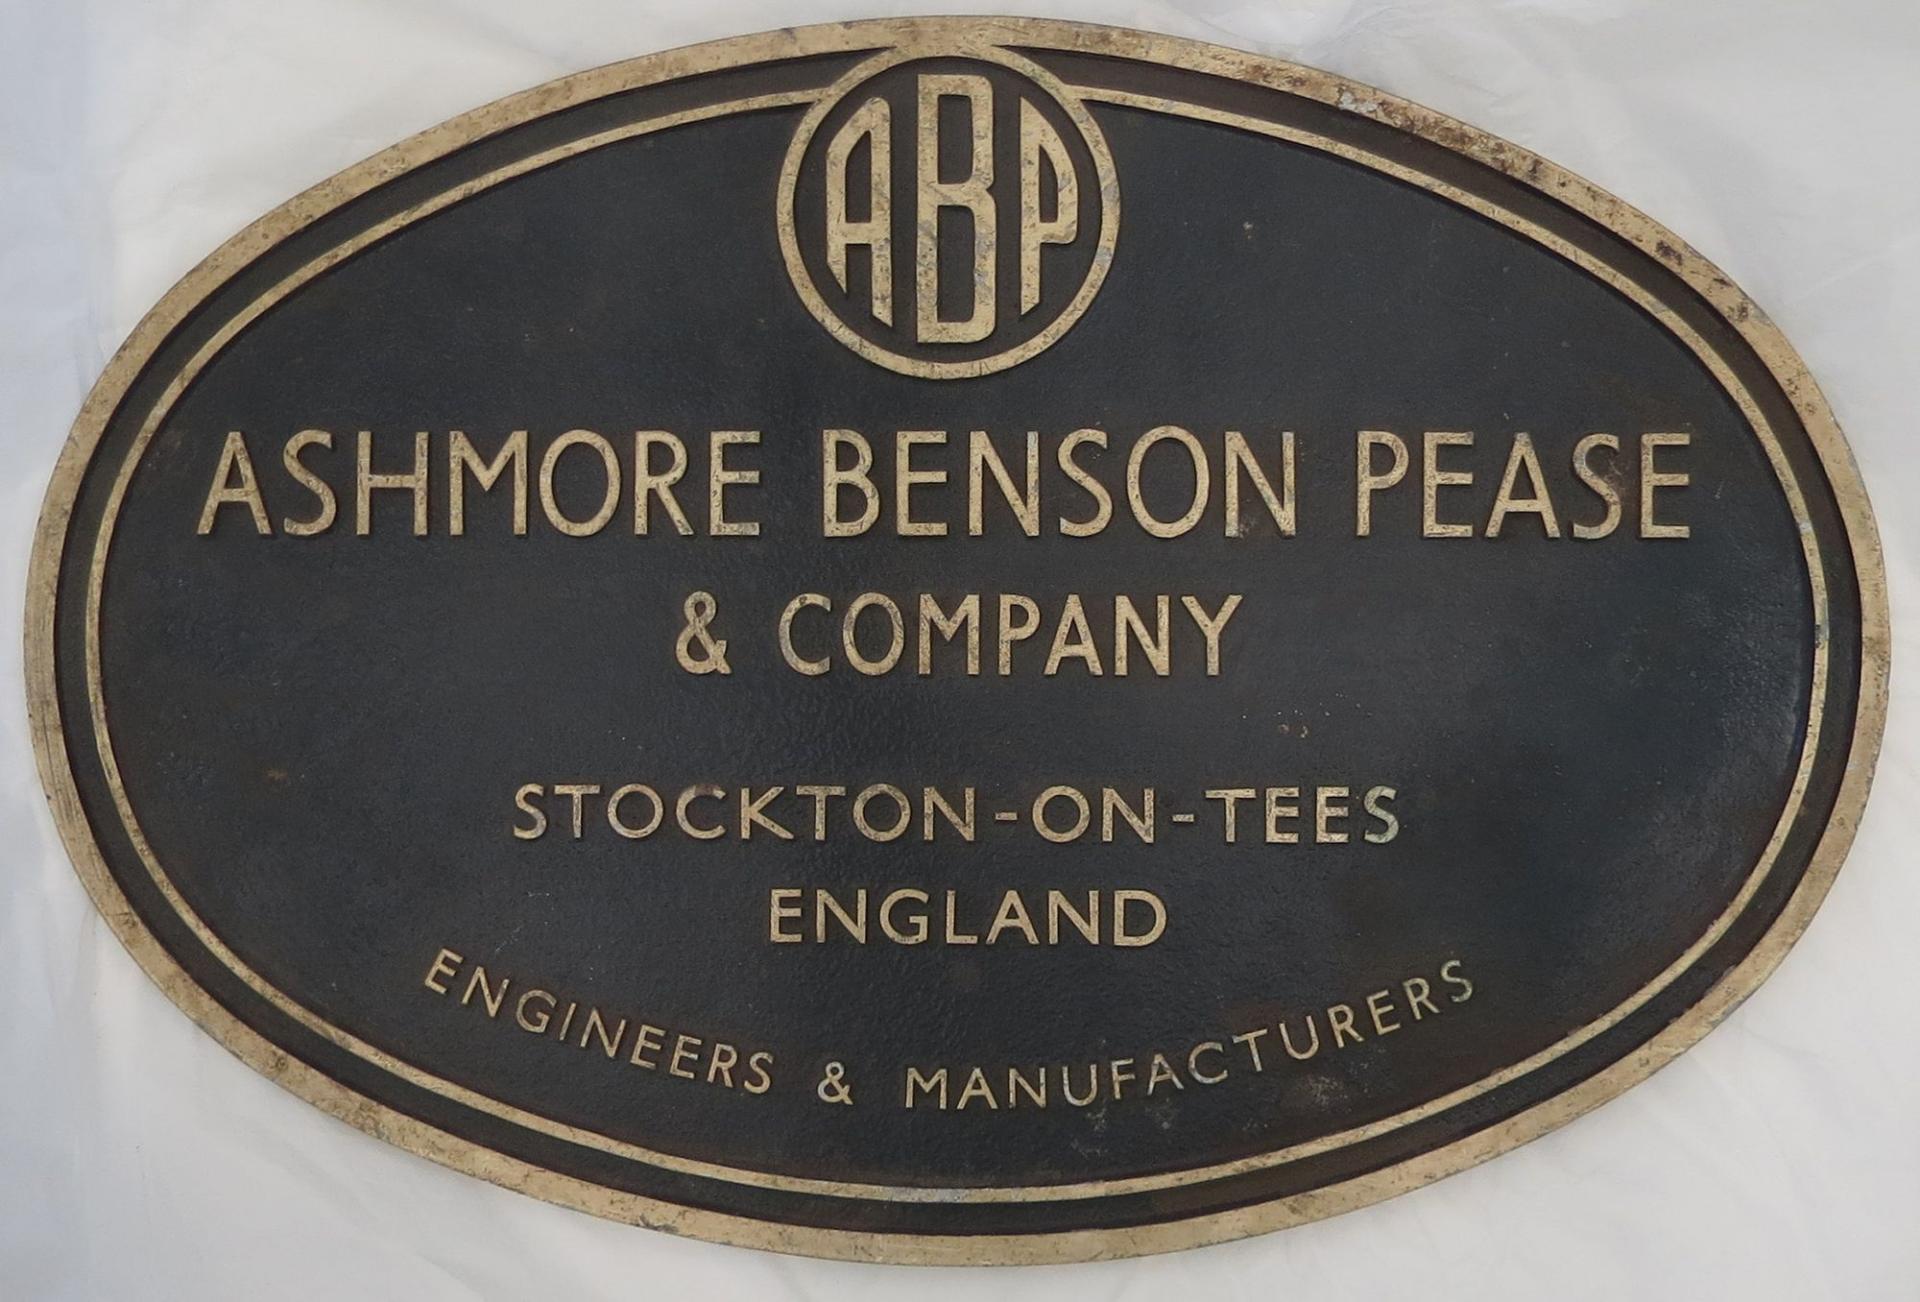 ABP
ASHMORE BENSON PEASE
& COMPANY
STOCKTON-ON-TEES
ENGLAND
ENGINEERS & MANUFACTURERS